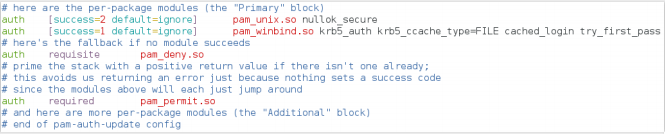 # here are the per-package modules (the "Primary" block)
auth    [success=2 default=ignore]      pam_unix.so nullok_secure
auth    [success=1 default=ignore]      pam_winbind.so krb5_auth krb5_ccache_type=FILE cached_login try_first_pass
# here's the fallback if no module succeeds
auth    requisite                       pam_deny.so
# prime the stack with a positive return value if there isn't one already;
# this avoids us returning an error just because nothing sets a success code
# since the modules above will each just jump around
auth    required                        pam_permit.so
# and here are more per-package modules (the "Additional" block)
# end of pam-auth-update config